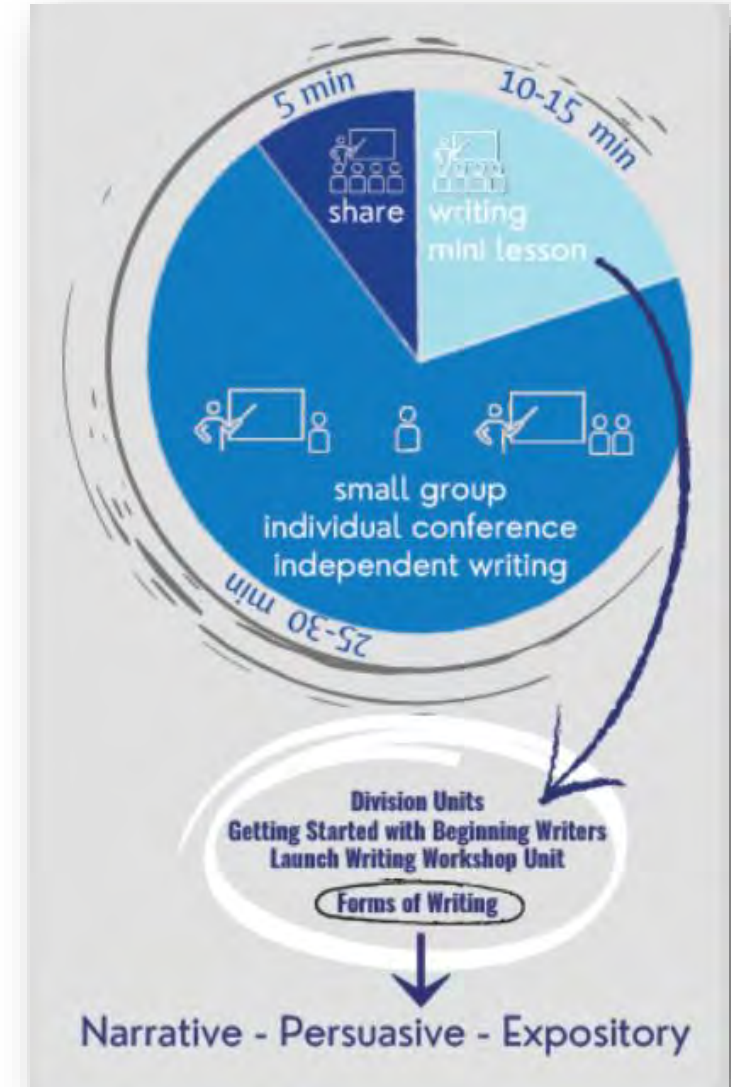 5 min
10-15 min
share
writing
mini lesson
small group
individual conference
independent writing
25-30 min
Division Units
Getting Started with Beginning Writers
Launch Writing Workshop Unit
Forms of Writing
Narrative - Persuasive - Expository